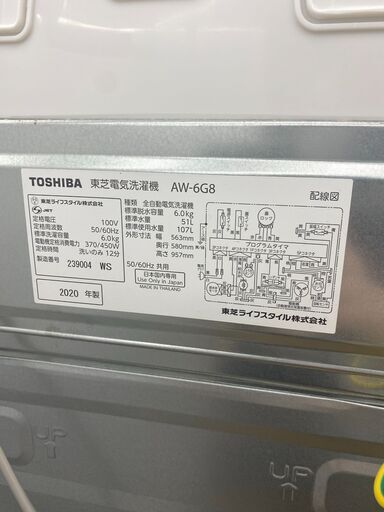 TOSHIBA 東芝電気洗濯機 AW-6G8
配線図
東芝ライフスタイル株式会社
JET
定格電圧 100V
定格周波数 50/60Hz
標準洗濯容量 6.0kg
電動機定格消費電力 370/450W
定格時間 洗いのみ 12分
製造番号 239004 WS
2020 年製
種類 全自動電気洗濯機
標準脱水容量 6.0kg
標準水量 51L
標準使用水量 107L
外形寸法 幅 563mm
奥行 580mm
高さ 957mm
50/60Hz 共用
日本国内専用
Use Only in Japan
MADE IN THAILAND
プログラムタイマ
東芝ライフスタイル株式会社
UP
UP